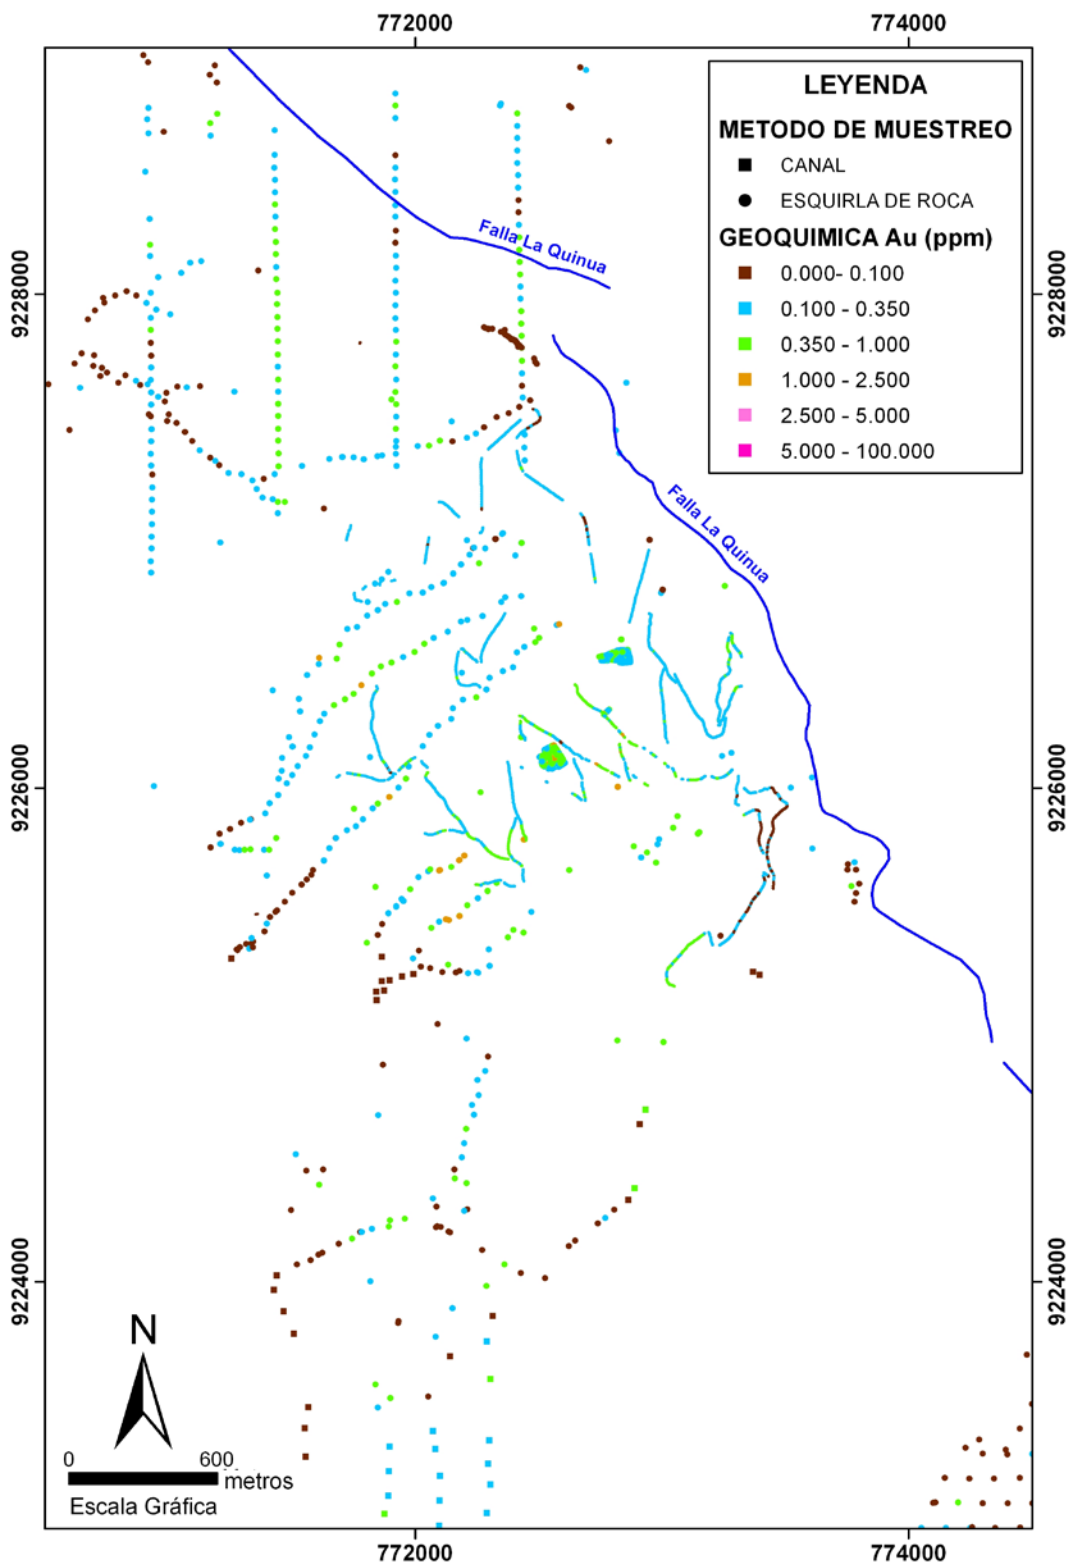 772000
774000
LEYENDA
METODO DE MUESTREO
CANAL
ESQUIRLA DE ROCA
GEOQUIMICA Au (ppm)
0.000- 0.100
0.100 - 0.350
0.350 - 1.000
1.000 - 2.500
2.500 - 5.000
5.000 - 100.000
Falla La Quinua
9228000
9228000
Falla La Quinua
9226000
9226000
9224000
9224000
N
0
600
metros
Escala Gráfica
772000
774000